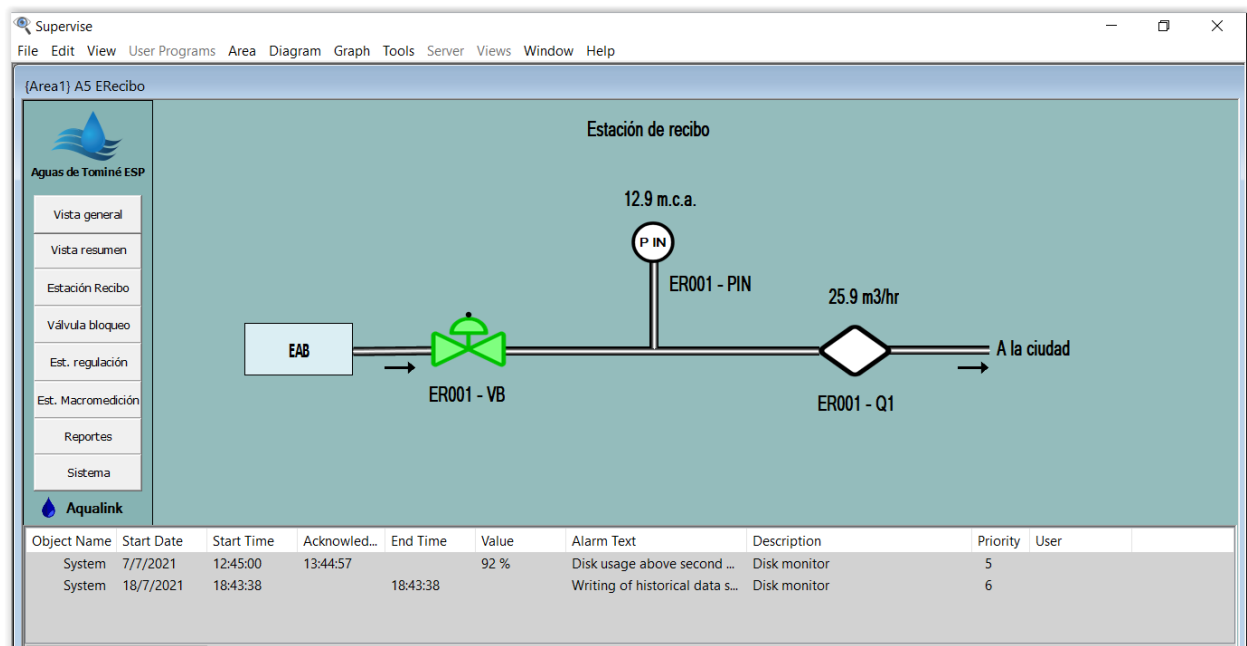 Supervise
File Edit View User Programs Area Diagram Graph Tools Server Views Window Help
{Area1} A5 ERecibo
Aguas de Tominé ESP
Vista general
Vista resumen
Estación Recibo
Válvula bloqueo
Est. regulación
Est. Macromedición
Reportes
Sistema
Aqualink
Estación de recibo
12.9 m.c.a.
P IN
ER001 - PIN
25.9 m3/hr
EAB
A la ciudad
ER001 - VB
ER001 - Q1
Object Name Start Date Start Time Acknowled... End Time Value Alarm Text Description Priority User
System 7/7/2021 12:45:00 13:44:57 92 % Disk usage above second ... Disk monitor 5
System 18/7/2021 18:43:38 18:43:38 Writing of historical data s... Disk monitor 6